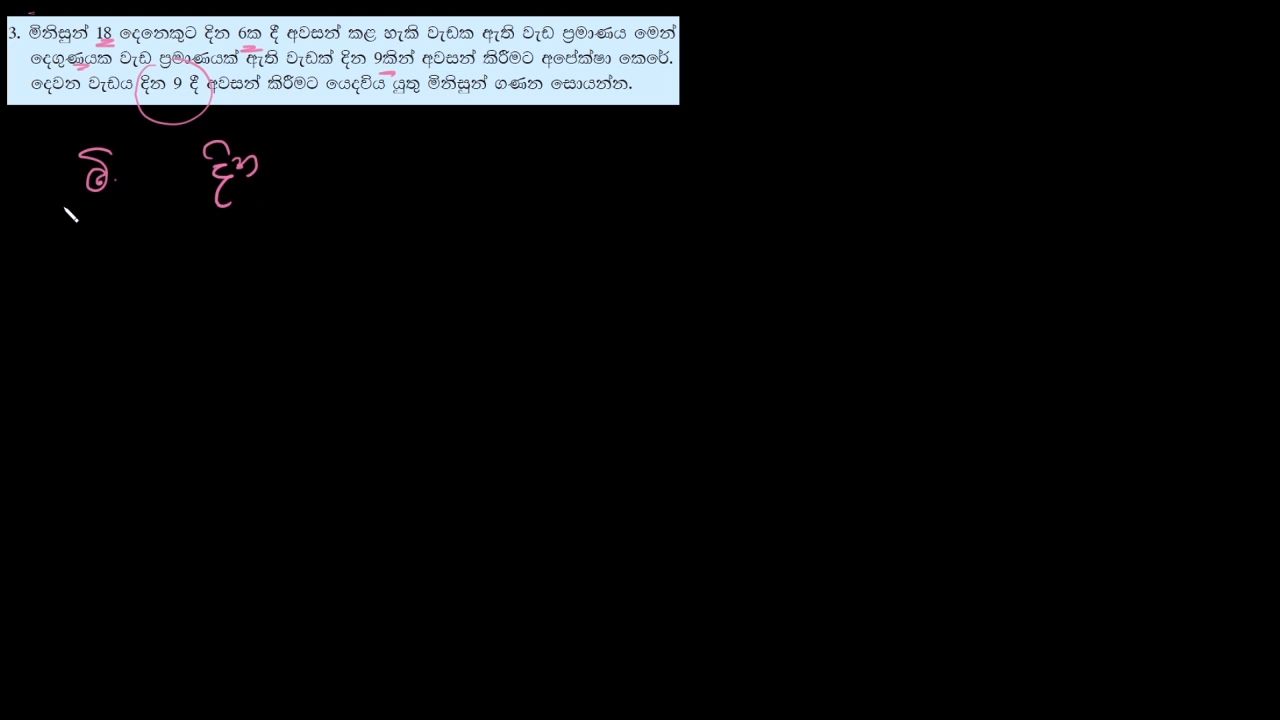 3. මිනිසුන් 18 දෙනෙකුට දින 6ක දී අවසන් කළ හැකි වැඩක ඇති වැඩ ප්‍රමාණය මෙන්
දෙගුණයක වැඩ ප්‍රමාණයක් ඇති වැඩක් දින 9කින් අවසන් කිරීමට අපේක්ෂා කෙරේ.
දෙවන වැඩය දින 9 දී අවසන් කිරීමට යෙදවිය යුතු මිනිසුන් ගණන සොයන්න.
මි. දින